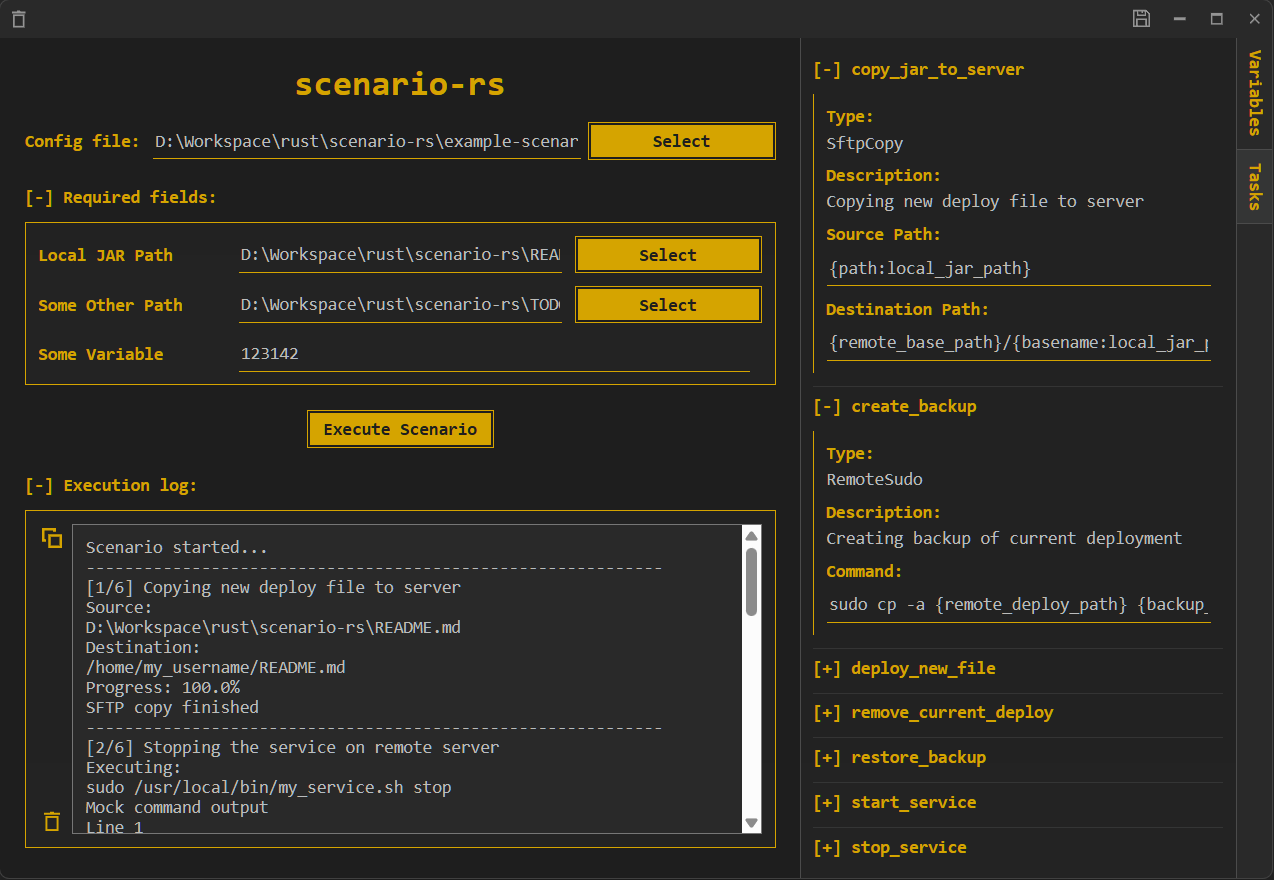 scenario-rs
Config file: D:\Workspace\rust\scenario-rs\example-scenar Select
[-] Required fields:
Local JAR Path D:\Workspace\rust\scenario-rs\REA Select
Some Other Path D:\Workspace\rust\scenario-rs\TOD Select
Some Variable 123142
Execute Scenario
[-] Execution log:
Scenario started...
------------------------------------------------------------
[1/6] Copying new deploy file to server
Source:
D:\Workspace\rust\scenario-rs\README.md
Destination:
/home/my_username/README.md
Progress: 100.0%
SFTP copy finished
------------------------------------------------------------
[2/6] Stopping the service on remote server
Executing:
sudo /usr/local/bin/my_service.sh stop
Mock command output
Line 1
[-] copy_jar_to_server
Type:
SftpCopy
Description:
Copying new deploy file to server
Source Path:
{path:local_jar_path}
Destination Path:
{remote_base_path}/{basename:local_jar_p
[-] create_backup
Type:
RemoteSudo
Description:
Creating backup of current deployment
Command:
sudo cp -a {remote_deploy_path} {backup_
[+] deploy_new_file
[+] remove_current_deploy
[+] restore_backup
[+] start_service
[+] stop_service
Variables
Tasks